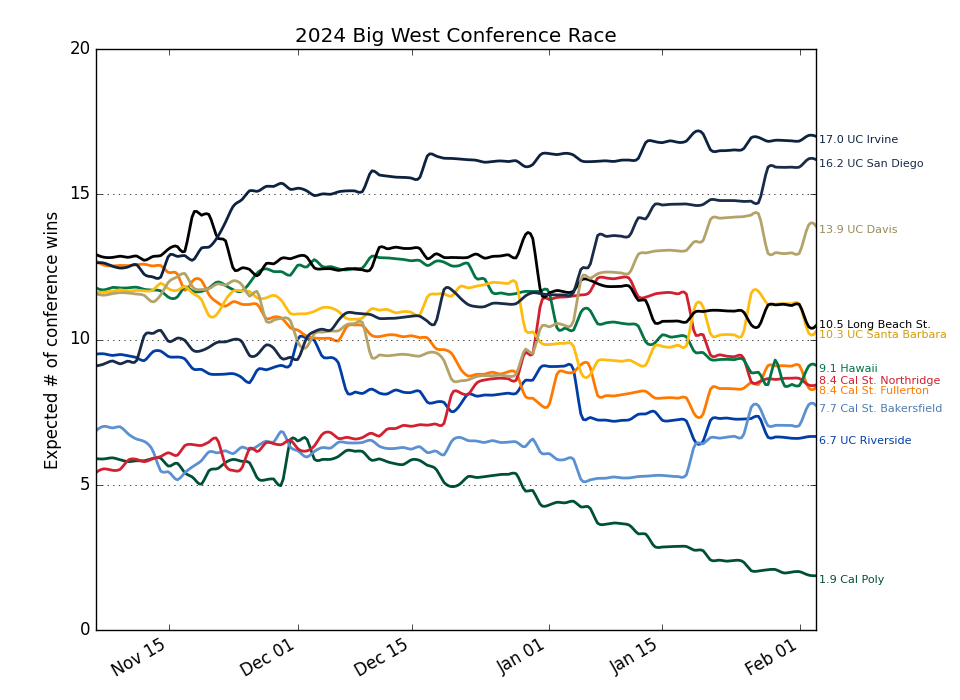 2024 Big West Conference Race
Expected # of conference wins
20
15
10
5
0
Nov 15
Dec 01
Dec 15
Jan 01
Jan 15
Feb 01
17.0 UC Irvine
16.2 UC San Diego
13.9 UC Davis
10.5 Long Beach St.
10.3 UC Santa Barbara
9.1 Hawaii
8.4 Cal St. Northridge
8.4 Cal St. Fullerton
7.7 Cal St. Bakersfield
6.7 UC Riverside
1.9 Cal Poly